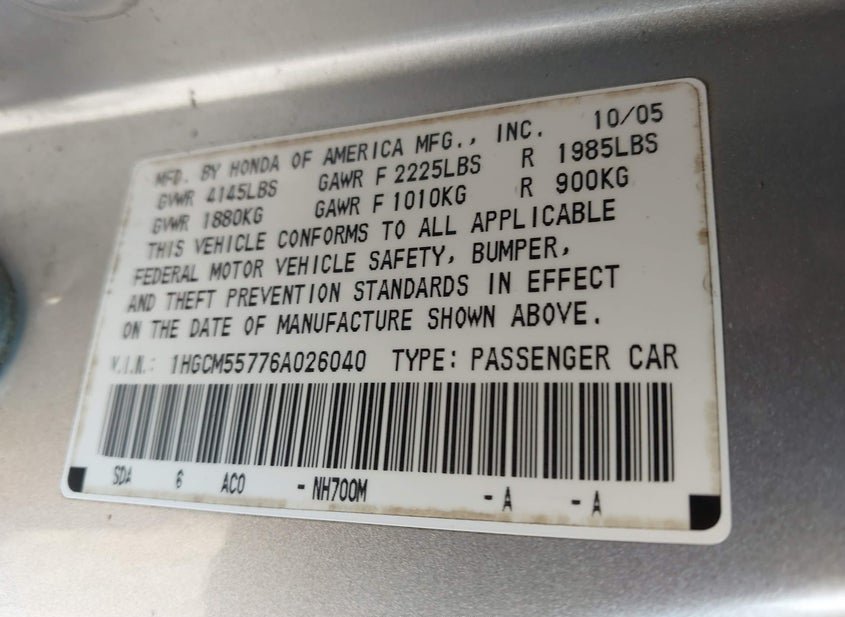 MFD. BY HONDA OF AMERICA MFG., INC. 10/05
GVWR 4145LBS GAWR F 2225LBS R 1985LBS
GVWR 1880KG GAWR F 1010KG R 900KG
THIS VEHICLE CONFORMS TO ALL APPLICABLE
FEDERAL MOTOR VEHICLE SAFETY, BUMPER,
AND THEFT PREVENTION STANDARDS IN EFFECT
ON THE DATE OF MANUFACTURE SHOWN ABOVE.
V.I.N.: 1HGCM55776A026040 TYPE: PASSENGER CAR
SDA 6 AC0 - NH700M - A - A